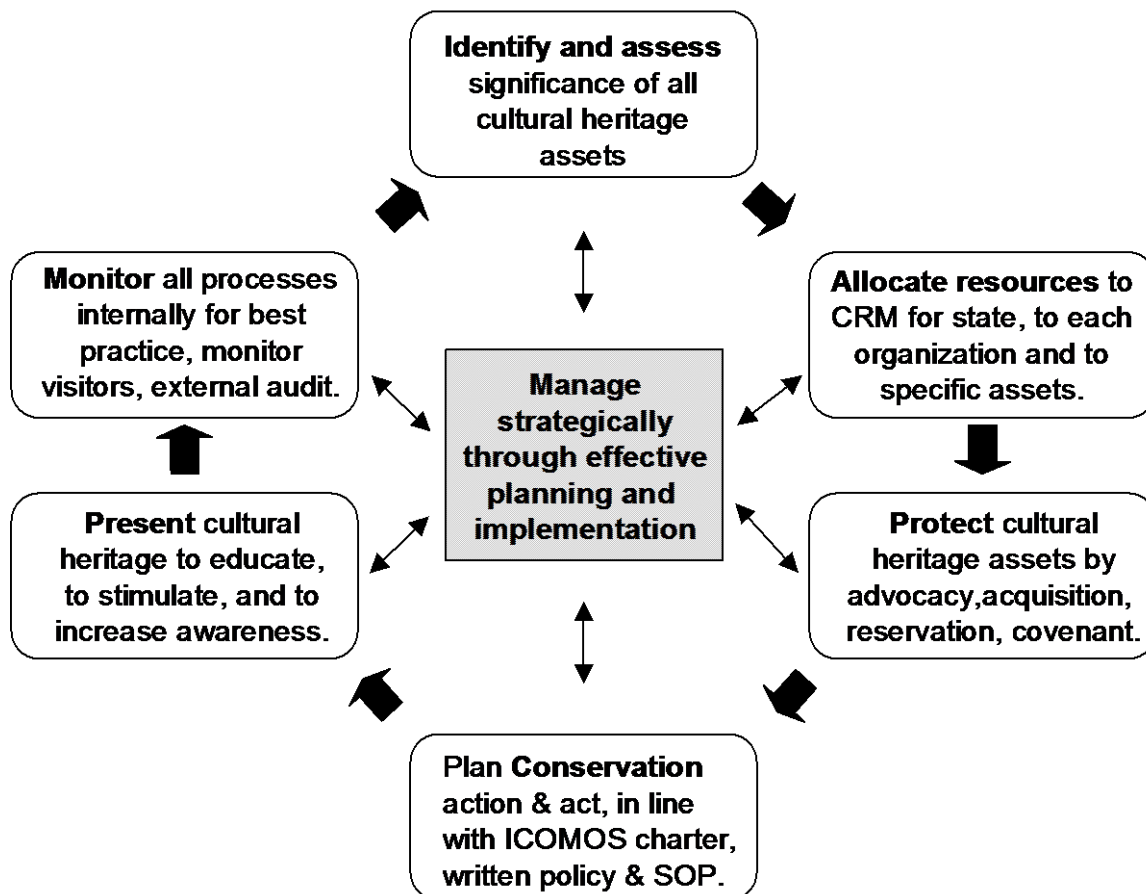 Identify and assess
significance of all
cultural heritage
assets
Monitor all processes
internally for best
practice, monitor
visitors, external audit.
Allocate resources to
CRM for state, to each
organization and to
specific assets.
Manage
strategically
through effective
planning and
implementation
Present cultural
heritage to educate,
to stimulate, and to
increase awareness.
Protect cultural
heritage assets by
advocacy,acquisition,
reservation, covenant.
Plan Conservation
action & act, in line
with ICOMOS charter,
written policy & SOP.